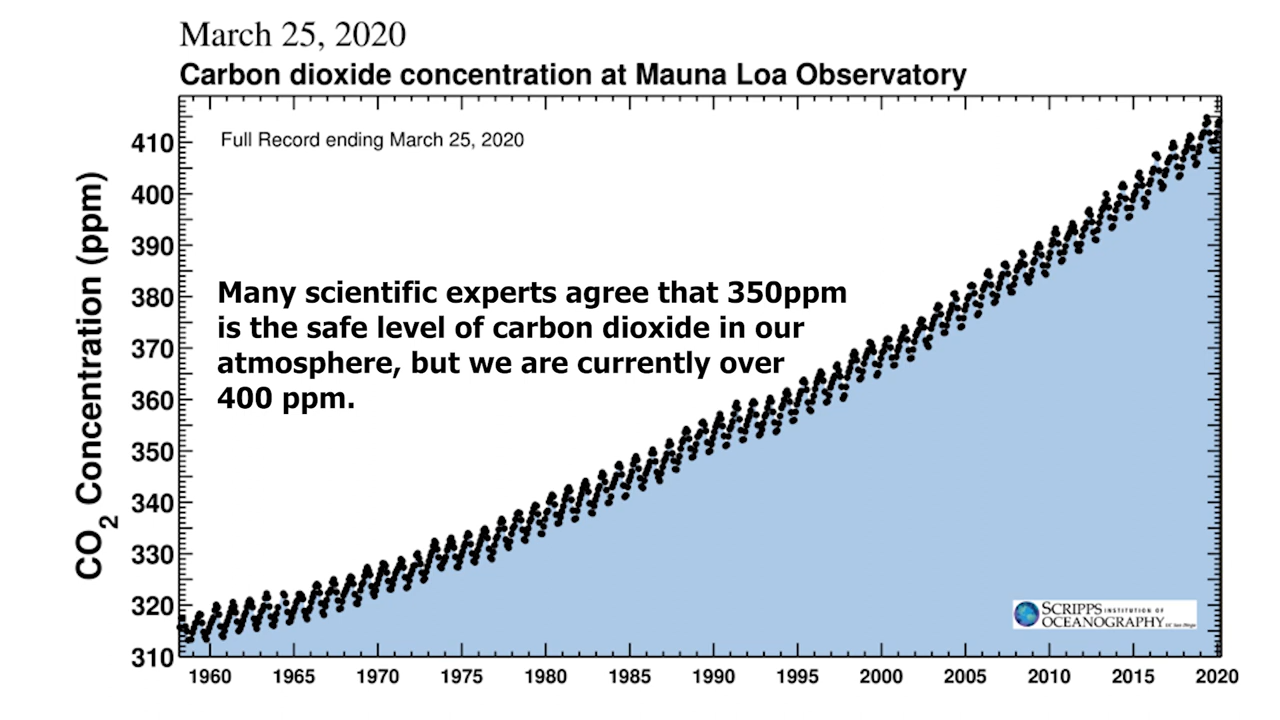 March 25, 2020
Carbon dioxide concentration at Mauna Loa Observatory
Full Record ending March 25, 2020
CO2 Concentration (ppm)
410
400
390
380
370
360
350
340
330
320
310
Many scientific experts agree that 350ppm
is the safe level of carbon dioxide in our
atmosphere, but we are currently over
400 ppm.
SCRIPPS INSTITUTION OF
OCEANOGRAPHY UC San Diego
1960 1965 1970 1975 1980 1985 1990 1995 2000 2005 2010 2015 2020